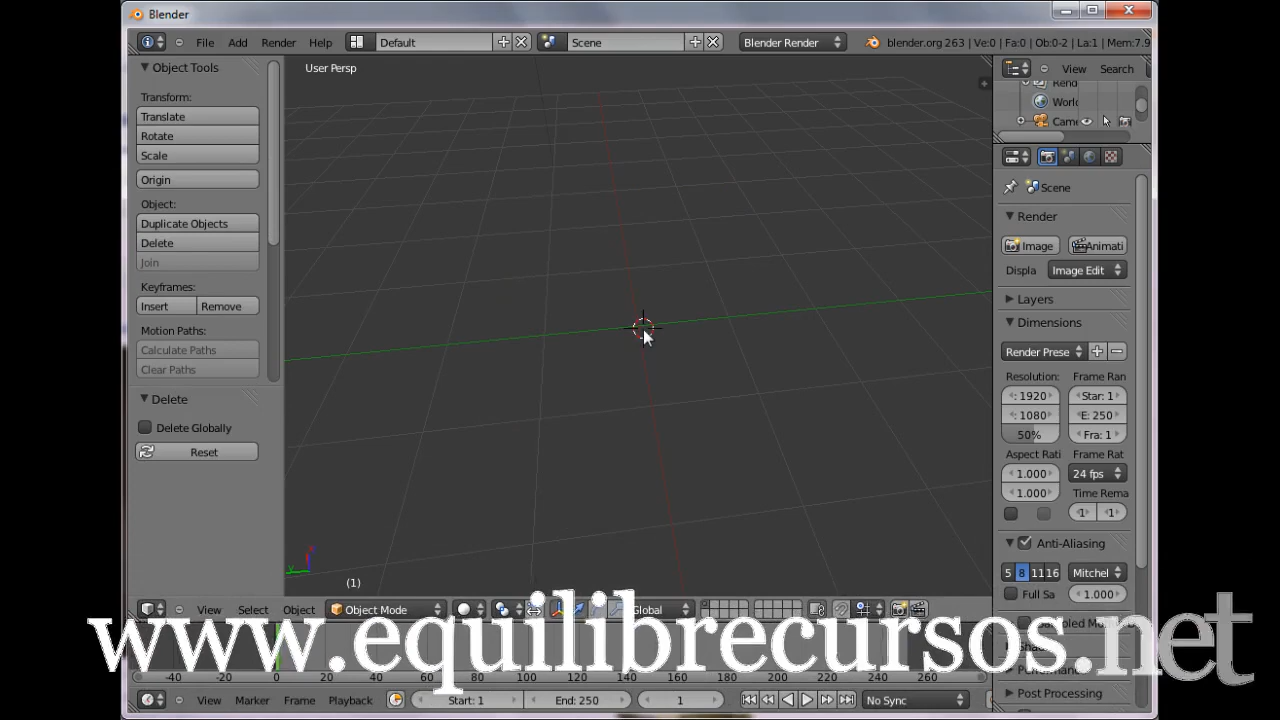 Blender
File Add Render Help Default Scene Blender Render blender.org 263 | Ve:0 | Fa:0 | Ob:0-2 | La:1 | Mem:7.9
Object Tools
Transform:
Translate
Rotate
Scale
Origin
Object:
Duplicate Objects
Delete
Join
Keyframes:
Insert Remove
Motion Paths:
Calculate Paths
Clear Paths
Delete
Delete Globally
Reset
User Persp
(1)
View Select Object Object Mode Global
View Search
Rend
Worl
Came
Scene
Render
Image Animati
Displa Image Edit
Layers
Dimensions
Render Prese
Resolution: Frame Ran
: 1920 Star: 1
: 1080 E: 250
50% Fra: 1
Aspect Rati Frame Rat
1.000 24 fps
1.000 Time Rema
1 1
Anti-Aliasing
5 8 11 16 Mitchel
Full Sa 1.000
Post Processing
www.equilibrecursos.net
-40 -20 0 20 40 60 80 100 120 140 160 180 200 220 240 260
View Marker Frame Playback Start: 1 End: 250 1 No Sync